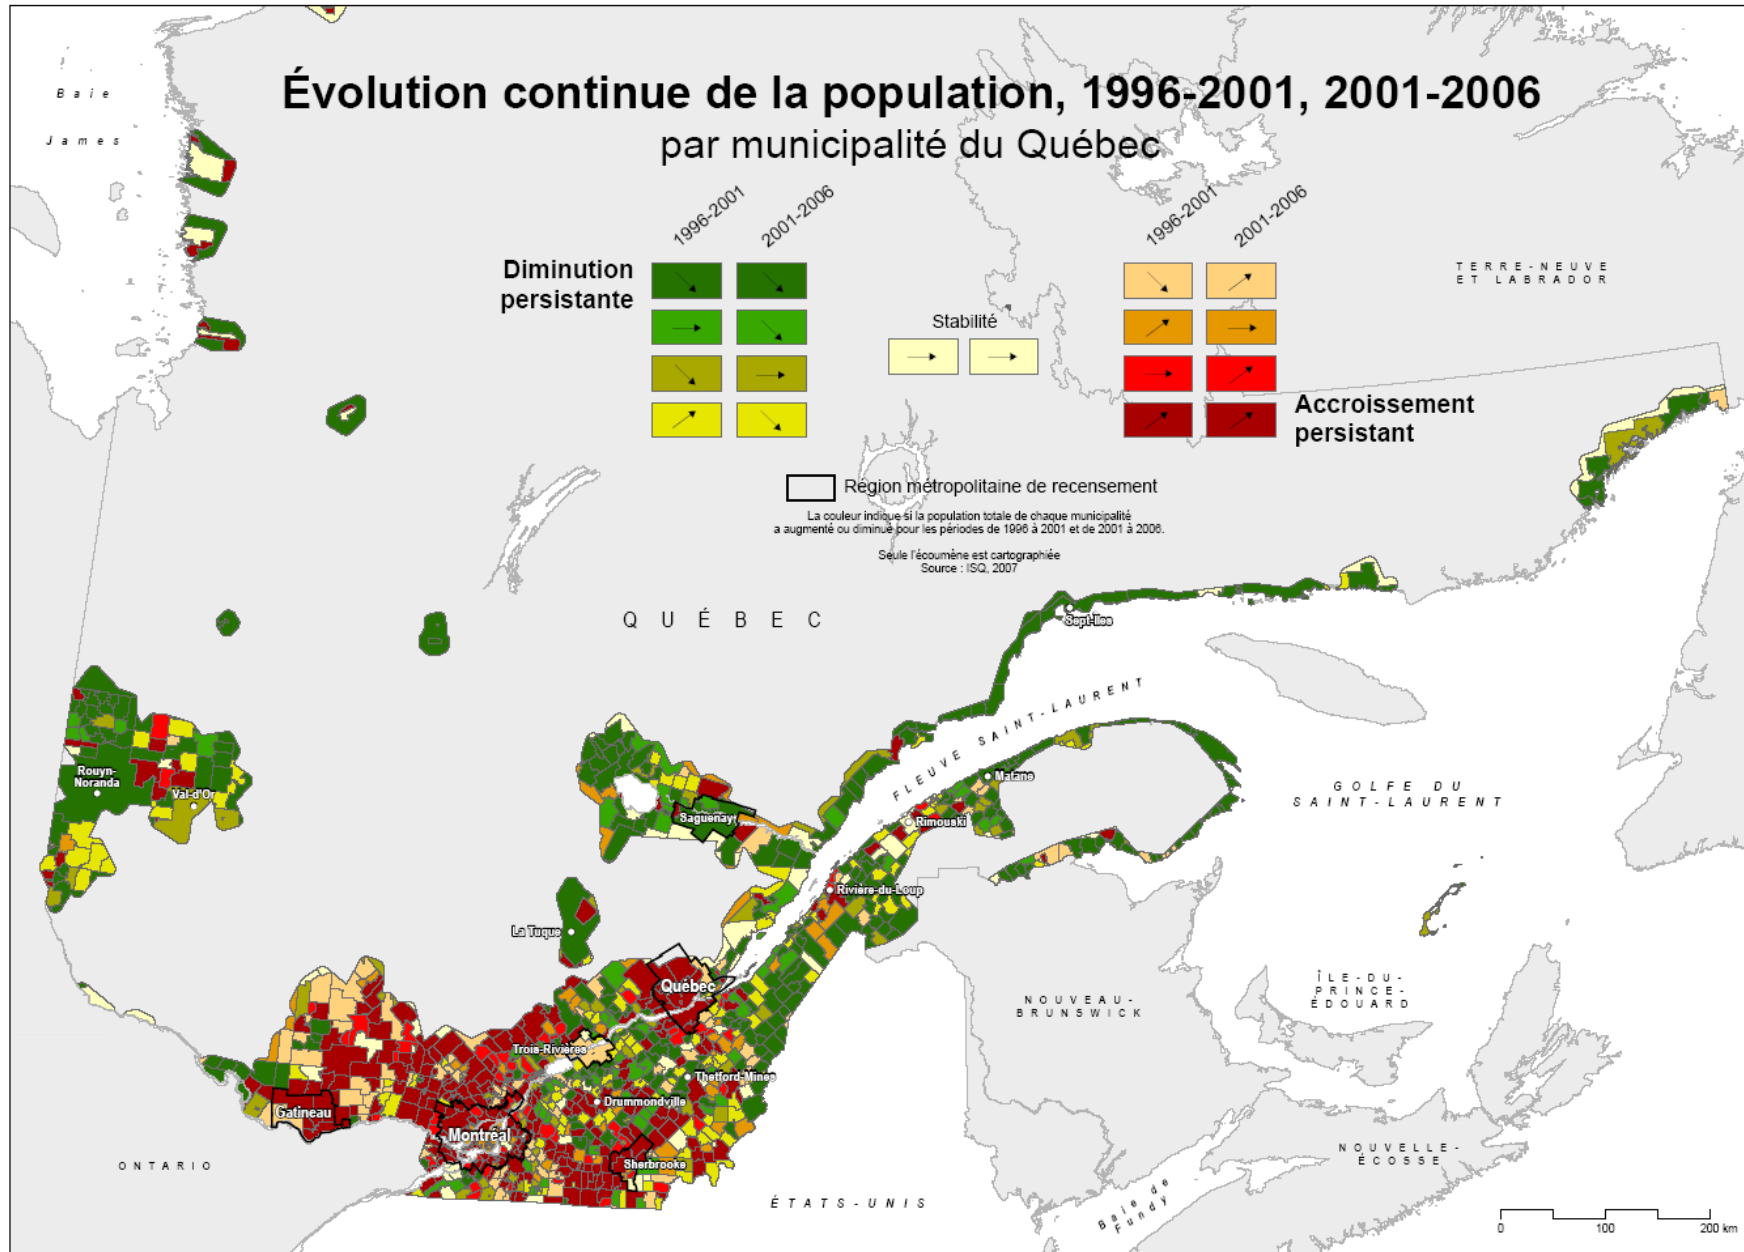 Évolution continue de la population, 1996-2001, 2001-2006
par municipalité du Québec
Baie
James
1996-2001
2001-2006
1996-2001
2001-2006
Diminution
persistante
Stabilité
Accroissement
persistant
TERRE-NEUVE
ET LABRADOR
Région métropolitaine de recensement
La couleur indique si la population totale de chaque municipalité
a augmenté ou diminué pour les périodes de 1996 à 2001 et de 2001 à 2006.
Seule l'écoumène est cartographiée
Source : ISQ, 2007
QUÉBEC
Sept-Iles
FLEUVE SAINT-LAURENT
Matane
GOLFE DU
SAINT-LAURENT
Rouyn-
Noranda
Val-d'Or
Saguenay
Rimouski
Rivière-du-Loup
La Tuque
Québec
NOUVEAU-
BRUNSWICK
ÎLE-DU-
PRINCE-
ÉDOUARD
Trois-Rivières
Thetford-Mines
Drummondville
Gatineau
Montréal
Sherbrooke
ONTARIO
ÉTATS-UNIS
NOUVELLE-
ÉCOSSE
Baie de
Fundy
0 100 200 km